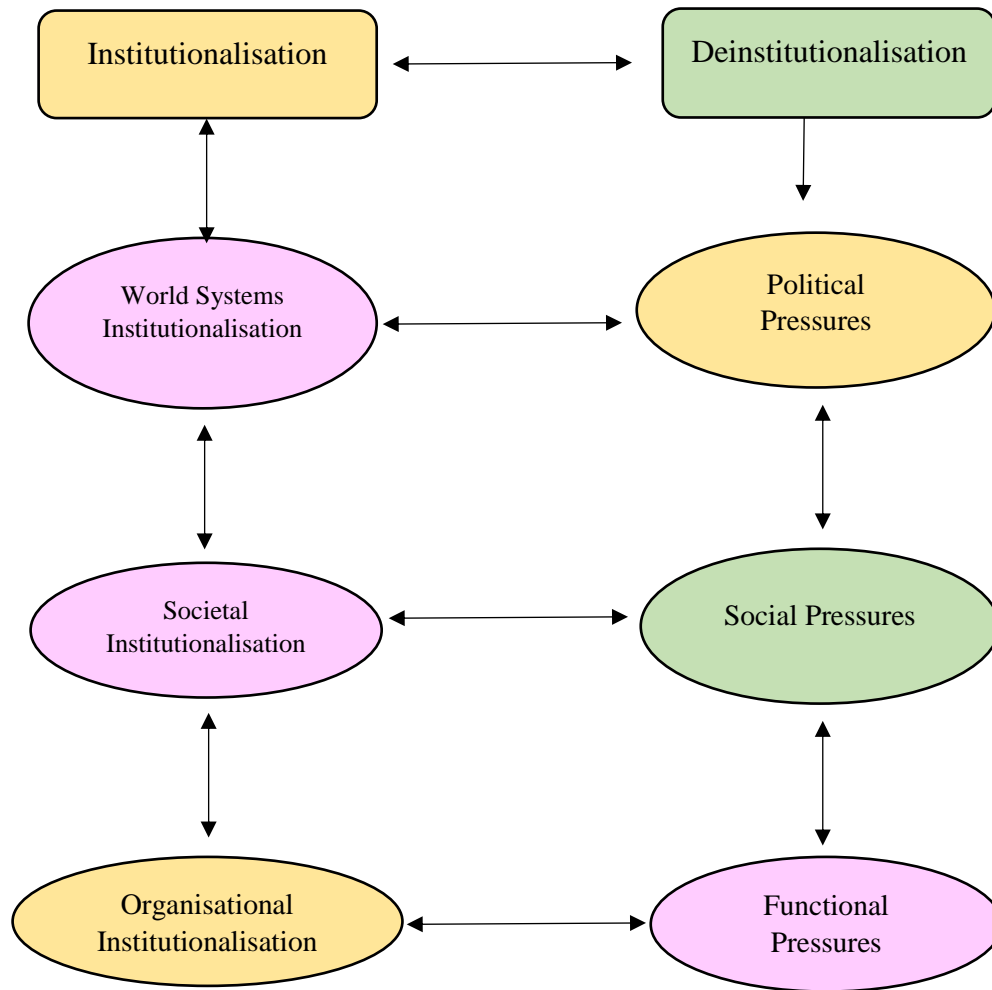 Institutionalisation
Deinstitutionalisation
World Systems
Institutionalisation
Political
Pressures
Societal
Institutionalisation
Social Pressures
Organisational
Institutionalisation
Functional
Pressures